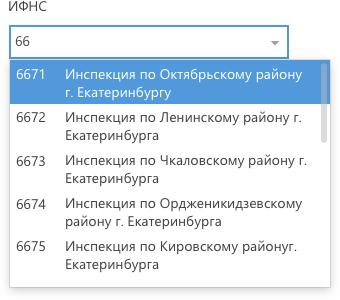 ИФНС
66
6671 Инспекция по Октябрьскому району
г. Екатеринбургу
6672 Инспекция по Ленинскому району г.
Екатеринбурга
6673 Инспекция по Чкаловскому району г.
Екатеринбурга
6674 Инспекция по Ордженикидзевскому
району г. Екатеринбурга
6675 Инспекция по Кировскому районуг.
Екатеринбурга